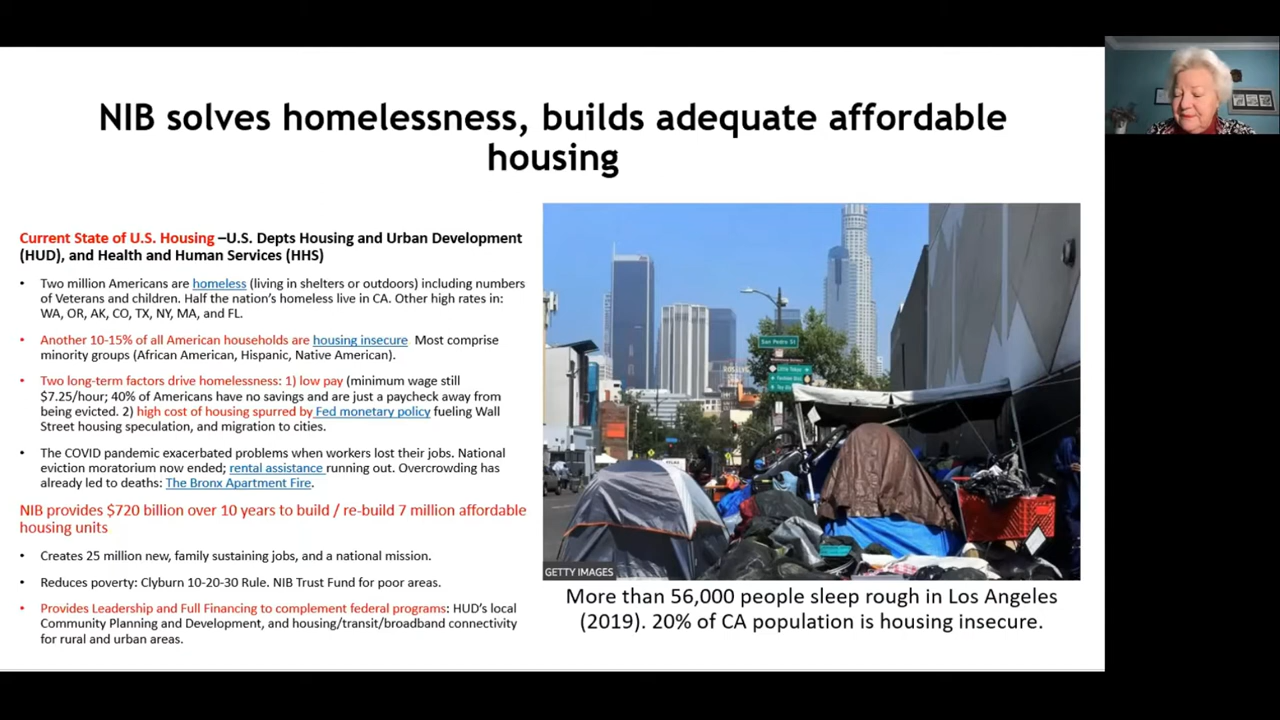 NIB solves homelessness, builds adequate affordable
housing
Current State of U.S. Housing –U.S. Depts Housing and Urban Development
(HUD), and Health and Human Services (HHS)
• Two million Americans are homeless (living in shelters or outdoors) including numbers
of Veterans and children. Half the nation's homeless live in CA. Other high rates in:
WA, OR, AK, CO, TX, NY, MA, and FL.
• Another 10-15% of all American households are housing insecure Most comprise
minority groups (African American, Hispanic, Native American).
• Two long-term factors drive homelessness: 1) low pay (minimum wage still
$7.25/hour; 40% of Americans have no savings and are just a paycheck away from
being evicted. 2) high cost of housing spurred by Fed monetary policy fueling Wall
Street housing speculation, and migration to cities.
• The COVID pandemic exacerbated problems when workers lost their jobs. National
eviction moratorium now ended; rental assistance running out. Overcrowding has
already led to deaths: The Bronx Apartment Fire.
NIB provides $720 billion over 10 years to build / re-build 7 million affordable
housing units
• Creates 25 million new, family sustaining jobs, and a national mission.
• Reduces poverty: Clyburn 10-20-30 Rule. NIB Trust Fund for poor areas.
• Provides Leadership and Full Financing to complement federal programs: HUD's local
Community Planning and Development, and housing/transit/broadband connectivity
for rural and urban areas.
San Pedro St
GETTY IMAGES
More than 56,000 people sleep rough in Los Angeles
(2019). 20% of CA population is housing insecure.